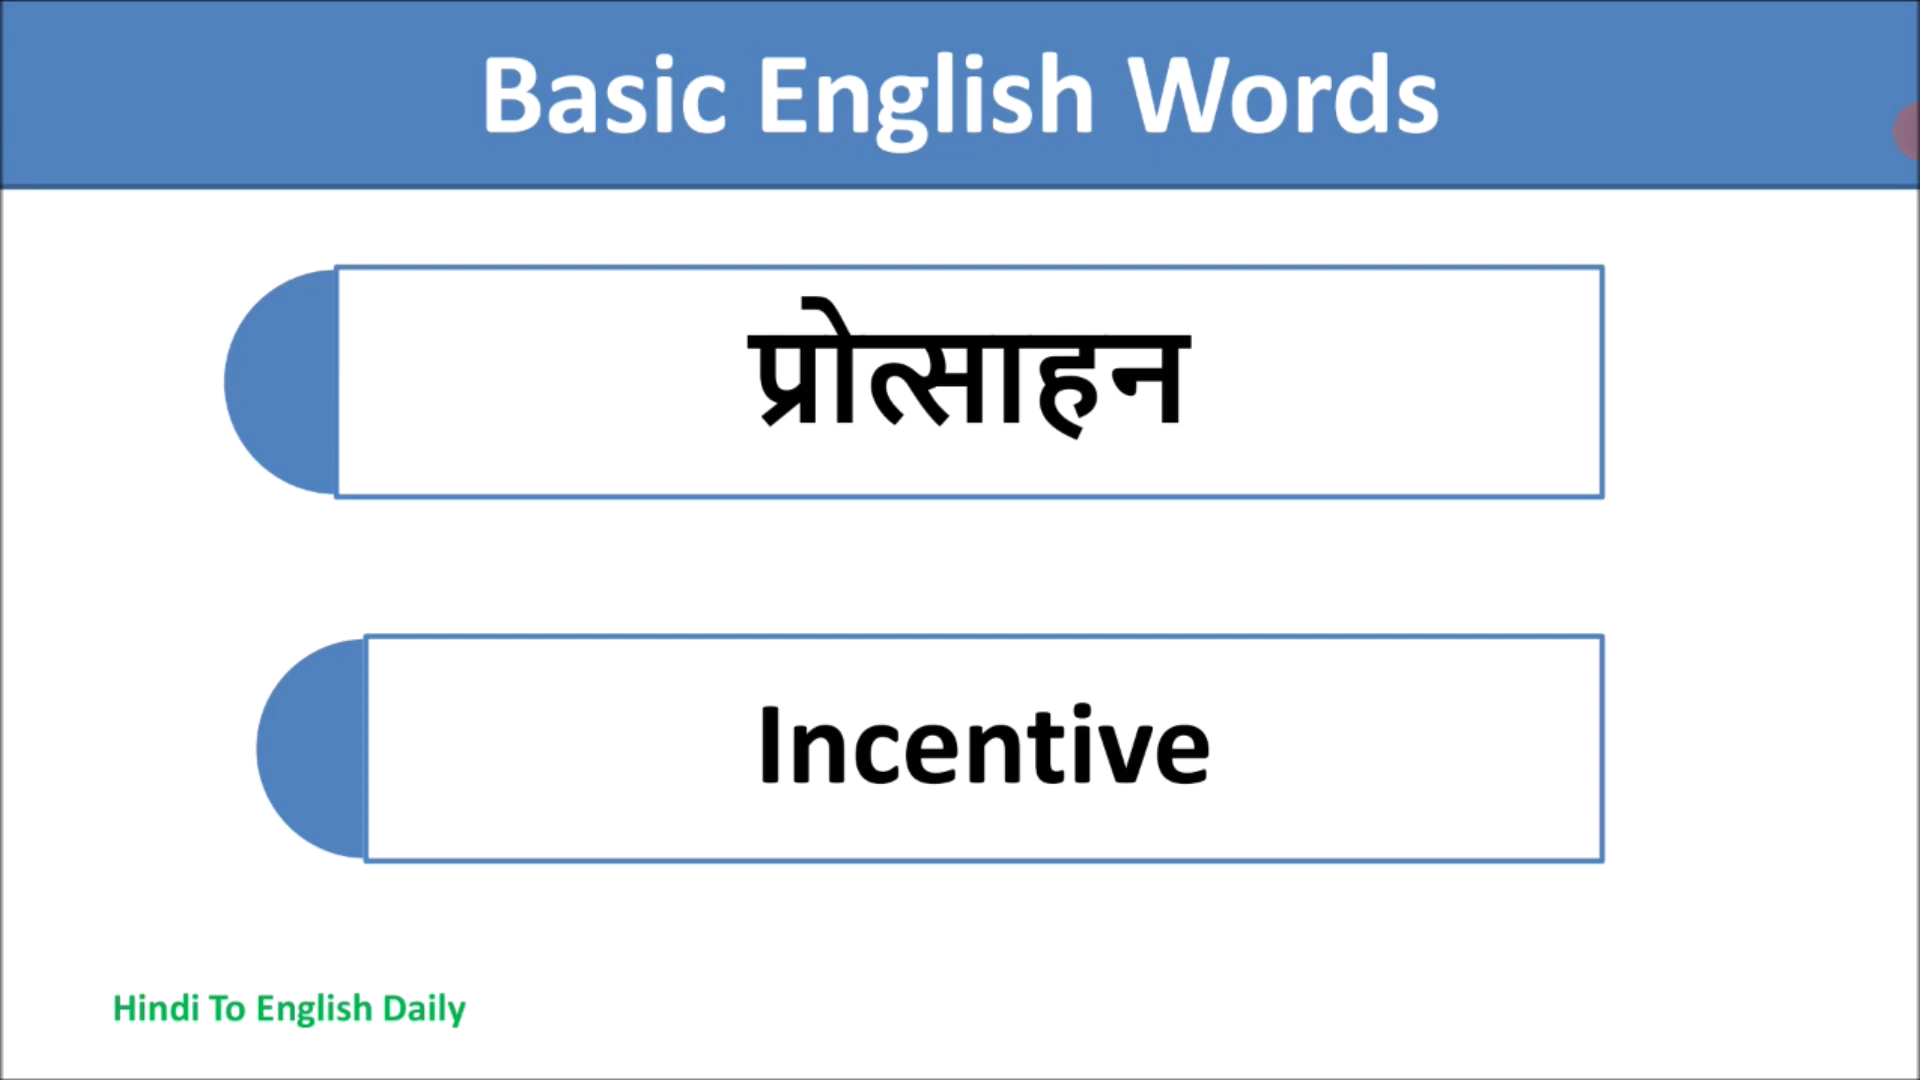 Basic English Words
प्रोत्साहन
Incentive
Hindi To English Daily